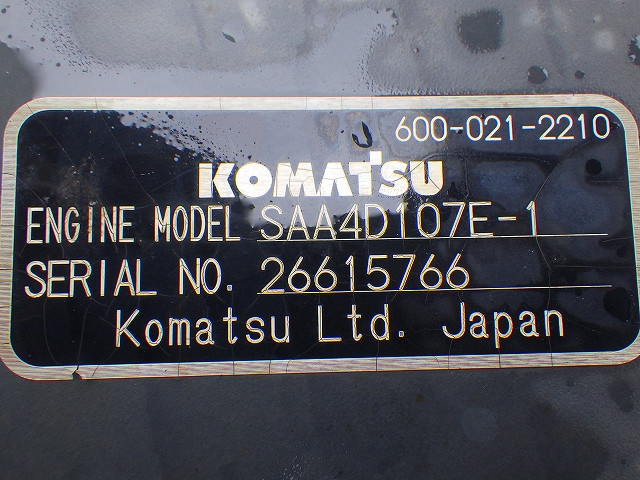 600-021-2210
KOMATSU
ENGINE MODEL SAA4D107E-1
SERIAL NO. 26615766
Komatsu Ltd. Japan